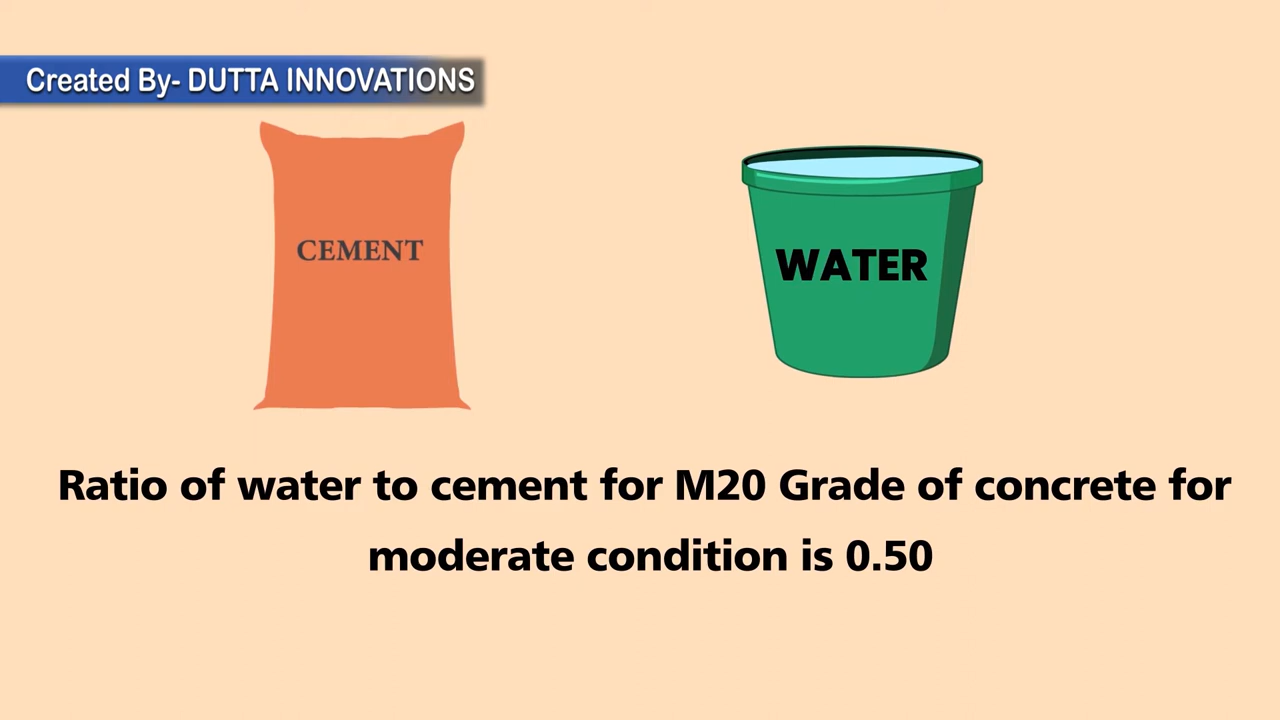 Created By- DUTTA INNOVATIONS
CEMENT
WATER
Ratio of water to cement for M20 Grade of concrete for
moderate condition is 0.50